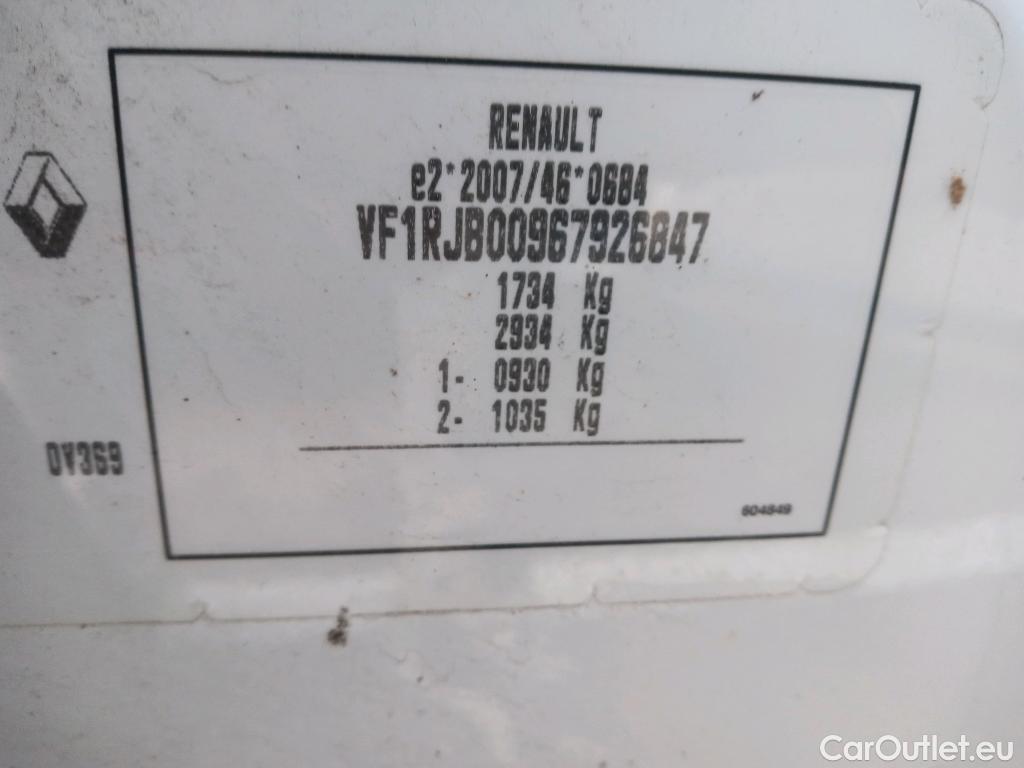 RENAULT
e2*2007/46*0684
VF1RJB00967926847
1734 Kg
2934 Kg
1- 0930 Kg
2- 1035 Kg
DV369
604849
CarOutlet.eu